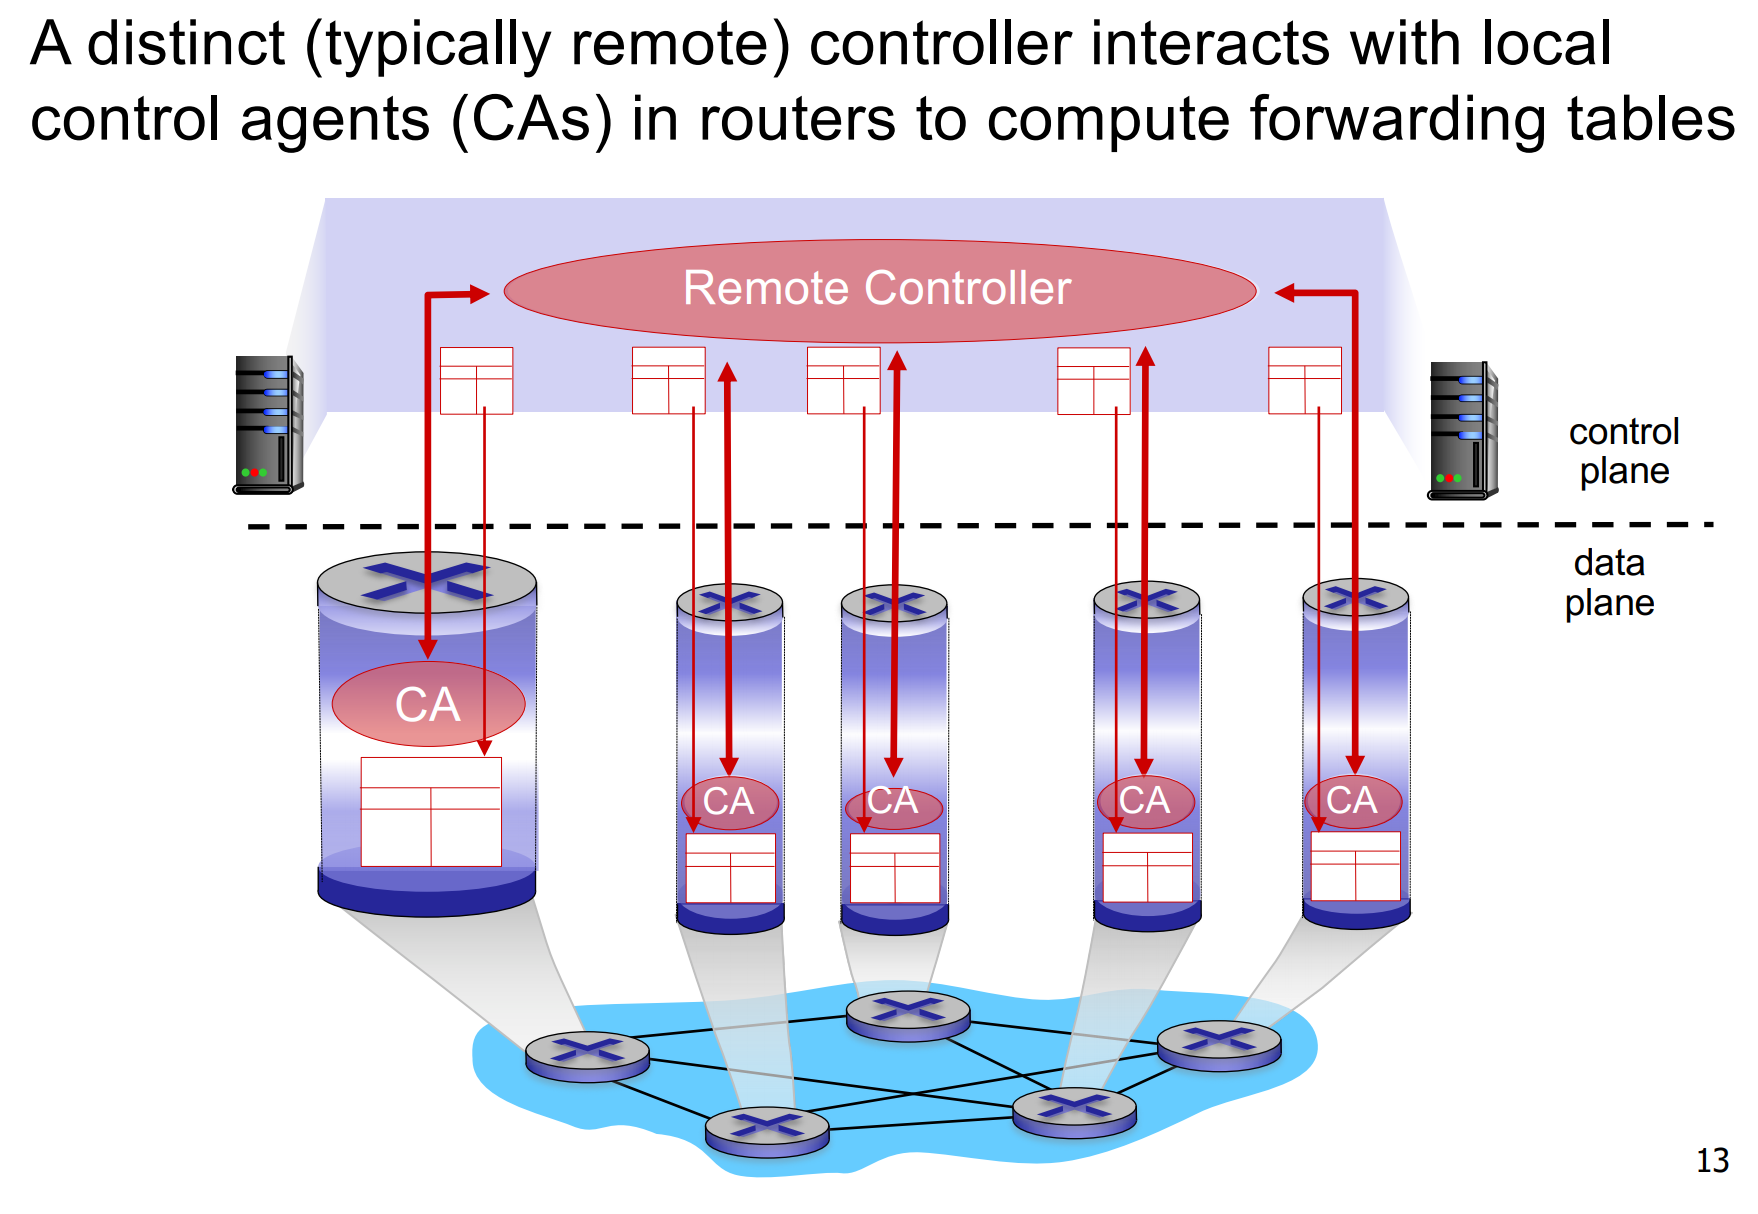 A distinct (typically remote) controller interacts with local
control agents (CAs) in routers to compute forwarding tables
Remote Controller
control
plane
data
plane
CA
CA
CA
CA
CA
13